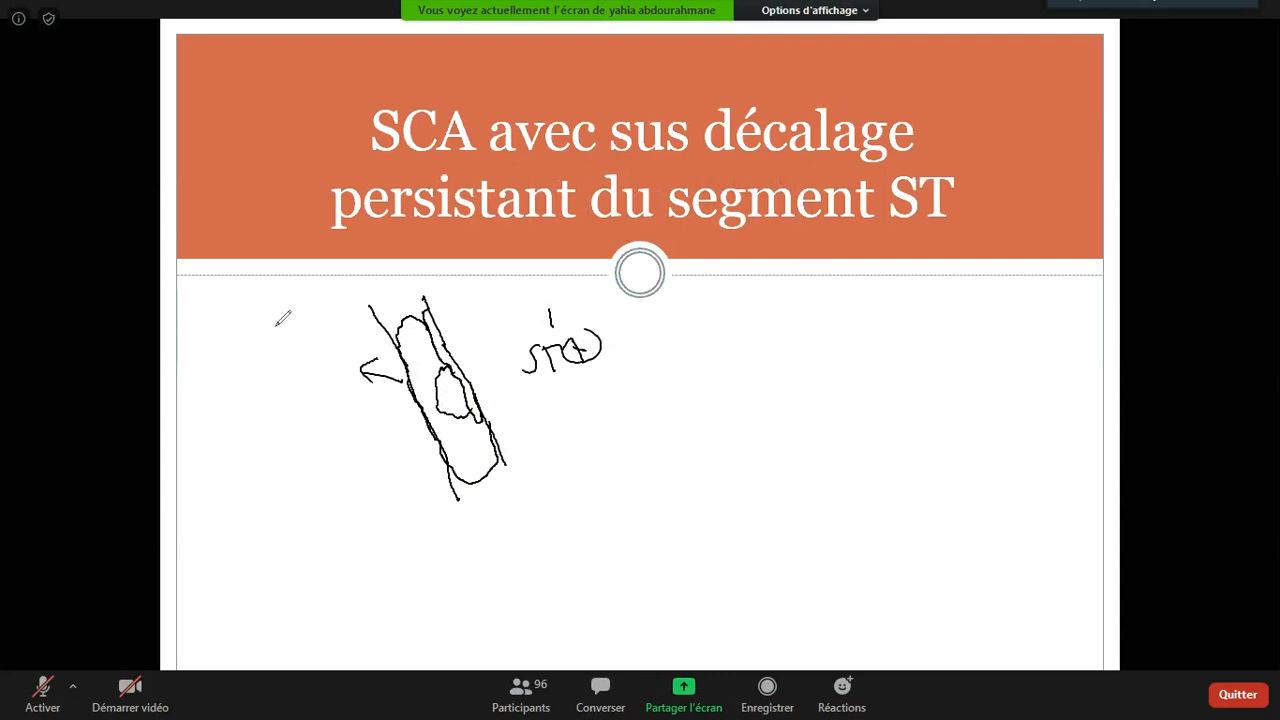 Vous voyez actuellement l'écran de yahia abdourahmane
Options d'affichage
SCA avec sus décalage
persistant du segment ST
ST+
96
Activer
Démarrer vidéo
Participants
Converser
Partager l'écran
Enregistrer
Réactions
Quitter